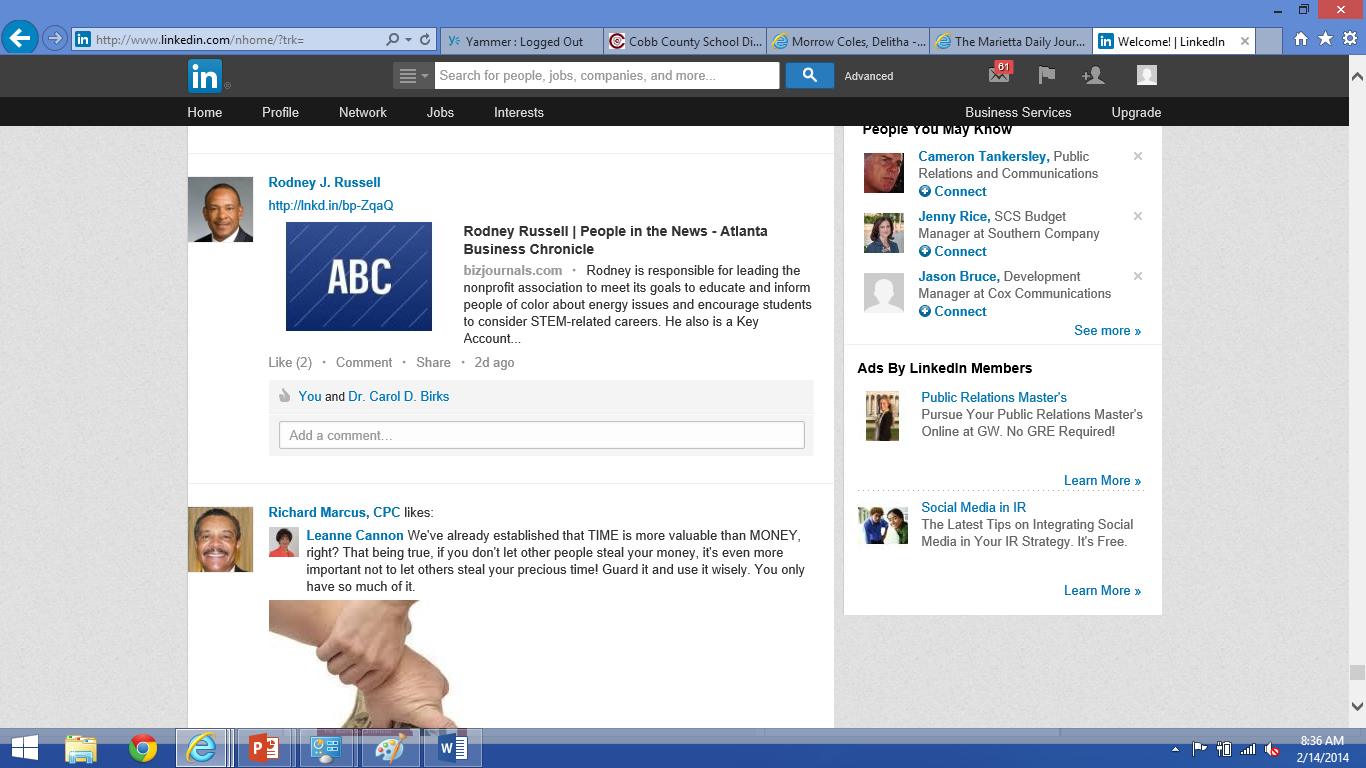 http://www.linkedin.com/nhome/?trk=
Yammer : Logged Out
Cobb County School Di...
Morrow Coles, Delitha -...
The Marietta Daily Jour...
Welcome! | LinkedIn
in
Search for people, jobs, companies, and more...
Advanced
61
Home
Profile
Network
Jobs
Interests
Business Services
Upgrade
Rodney J. Russell
http://lnkd.in/bp-ZqaQ
ABC
Rodney Russell | People in the News - Atlanta
Business Chronicle
bizjournals.com • Rodney is responsible for leading the
nonprofit association to meet its goals to educate and inform
people of color about energy issues and encourage students
to consider STEM-related careers. He also is a Key
Account...
Like (2) • Comment • Share • 2d ago
You and Dr. Carol D. Birks
Add a comment...
Richard Marcus, CPC likes:
Leanne Cannon We've already established that TIME is more valuable than MONEY,
right? That being true, if you don't let other people steal your money, it's even more
important not to let others steal your precious time! Guard it and use it wisely. You only
have so much of it.
People You May Know
Cameron Tankersley, Public
Relations and Communications
Connect
Jenny Rice, SCS Budget
Manager at Southern Company
Connect
Jason Bruce, Development
Manager at Cox Communications
Connect
See more »
Ads By LinkedIn Members
Public Relations Master's
Pursue Your Public Relations Master's
Online at GW. No GRE Required!
Learn More »
Social Media in IR
The Latest Tips on Integrating Social
Media in Your IR Strategy. It's Free.
Learn More »
8:36 AM
2/14/2014